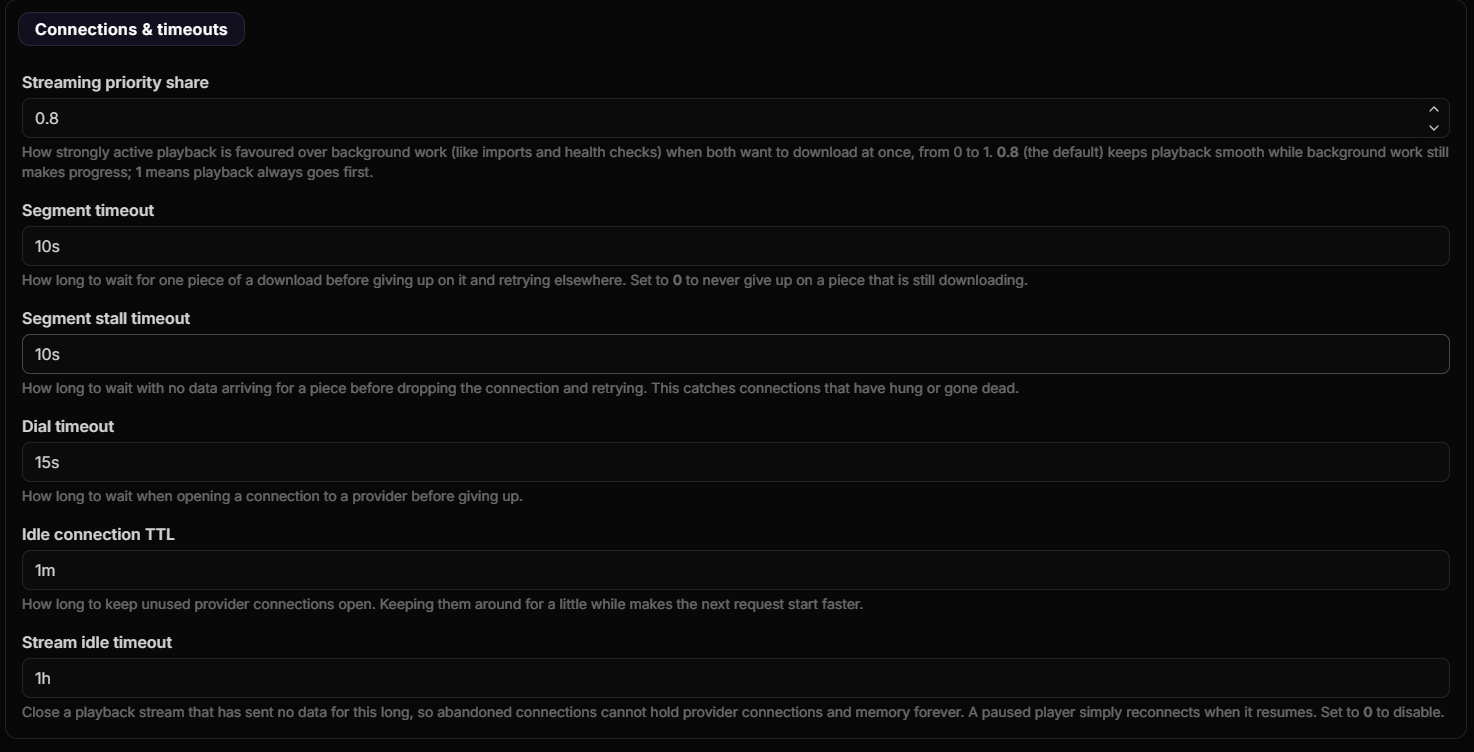 Connections & timeouts
Streaming priority share
0.8
How strongly active playback is favoured over background work (like imports and health checks) when both want to download at once, from 0 to 1. 0.8 (the default) keeps playback smooth while background work still
makes progress; 1 means playback always goes first.
Segment timeout
10s
How long to wait for one piece of a download before giving up on it and retrying elsewhere. Set to 0 to never give up on a piece that is still downloading.
Segment stall timeout
10s
How long to wait with no data arriving for a piece before dropping the connection and retrying. This catches connections that have hung or gone dead.
Dial timeout
15s
How long to wait when opening a connection to a provider before giving up.
Idle connection TTL
1m
How long to keep unused provider connections open. Keeping them around for a little while makes the next request start faster.
Stream idle timeout
1h
Close a playback stream that has sent no data for this long, so abandoned connections cannot hold provider connections and memory forever. A paused player simply reconnects when it resumes. Set to 0 to disable.